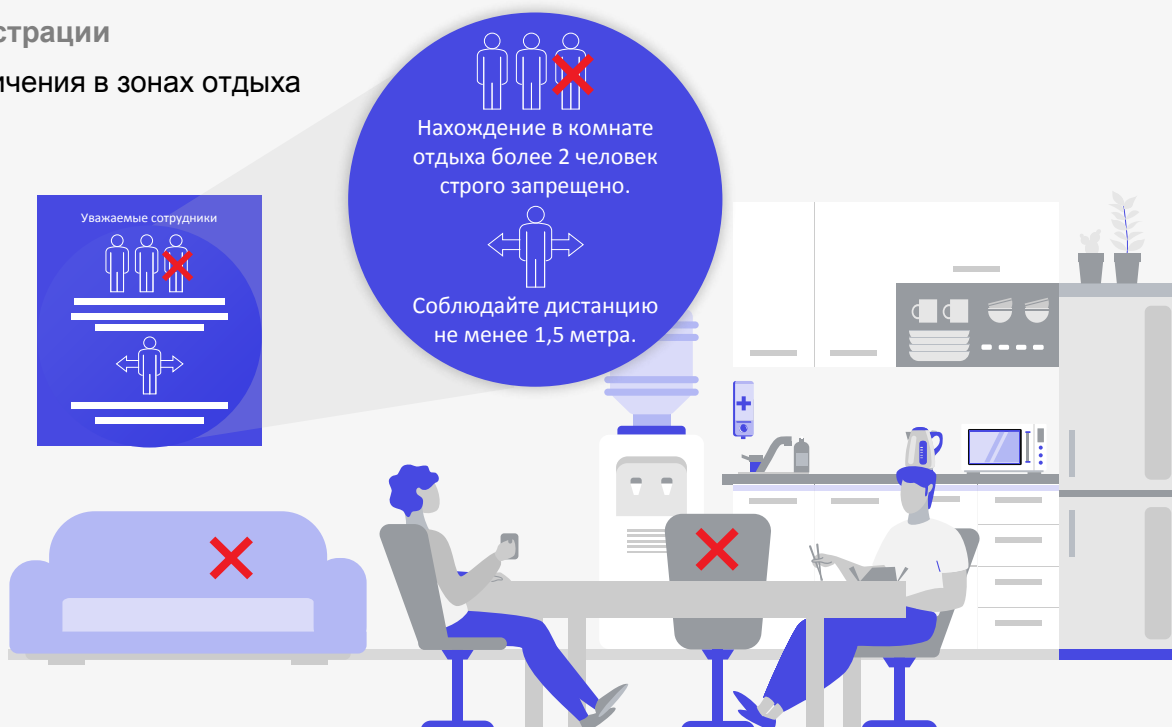 страции
ичения в зонах отдыха
Нахождение в комнате
отдыха более 2 человек
строго запрещено.
Соблюдайте дистанцию
не менее 1,5 метра.
Уважаемые сотрудники